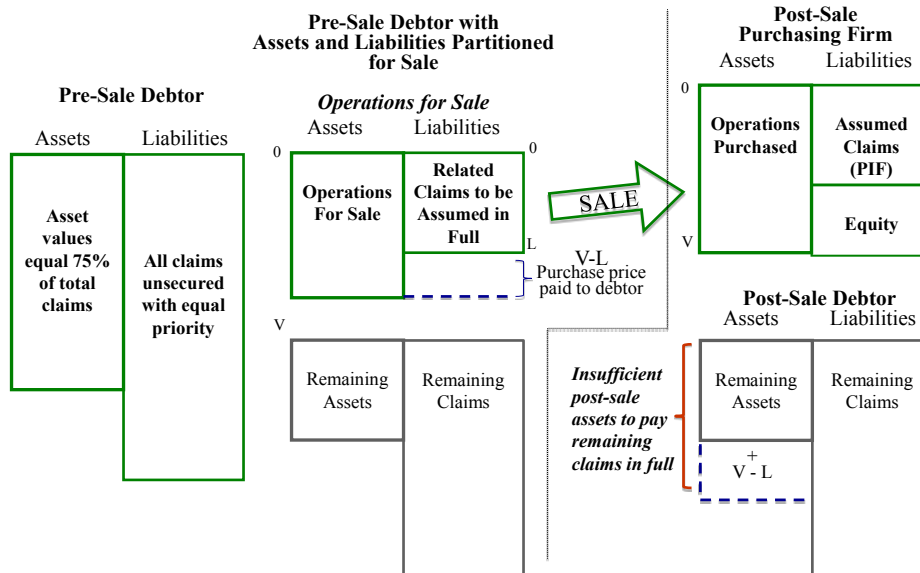 Pre-Sale Debtor
Assets
Liabilities
Asset
values
equal 75%
of total
claims
All claims
unsecured with
equal
priority
Pre-Sale Debtor with
Assets and Liabilities Partitioned
for Sale
Operations for Sale
Assets
Liabilities
0
0
Operations
For Sale
Related
Claims to be
Assumed in
Full
L
V-L
Purchase price
paid to debtor
V
Remaining
Assets
Remaining
Claims
SALE
Post-Sale
Purchasing Firm
Assets
Liabilities
0
Operations
Purchased
Assumed
Claims
(PIF)
Equity
V
Post-Sale Debtor
Assets
Liabilities
Insufficient
post-sale
assets to pay
remaining
claims in full
Remaining
Assets
+
V - L
Remaining
Claims